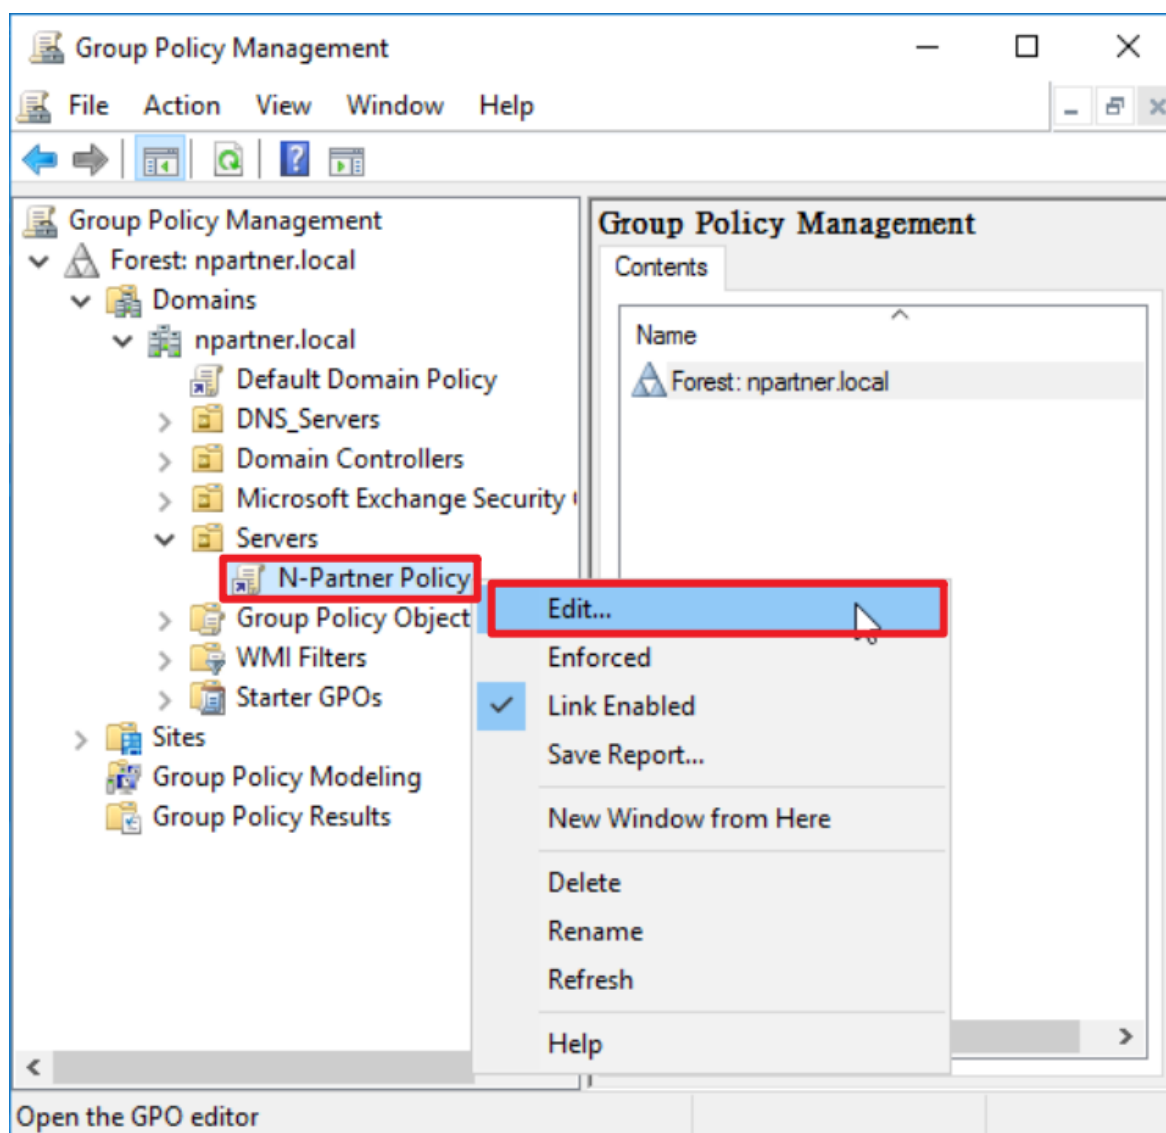 Group Policy Management
File Action View Window Help
Group Policy Management
Forest: npartner.local
Domains
npartner.local
Default Domain Policy
DNS_Servers
Domain Controllers
Microsoft Exchange Security
Servers
N-Partner Policy
Group Policy Object
WMI Filters
Starter GPOs
Sites
Group Policy Modeling
Group Policy Results
Group Policy Management
Contents
Name
Forest: npartner.local
Edit...
Enforced
Link Enabled
Save Report...
New Window from Here
Delete
Rename
Refresh
Help
Open the GPO editor